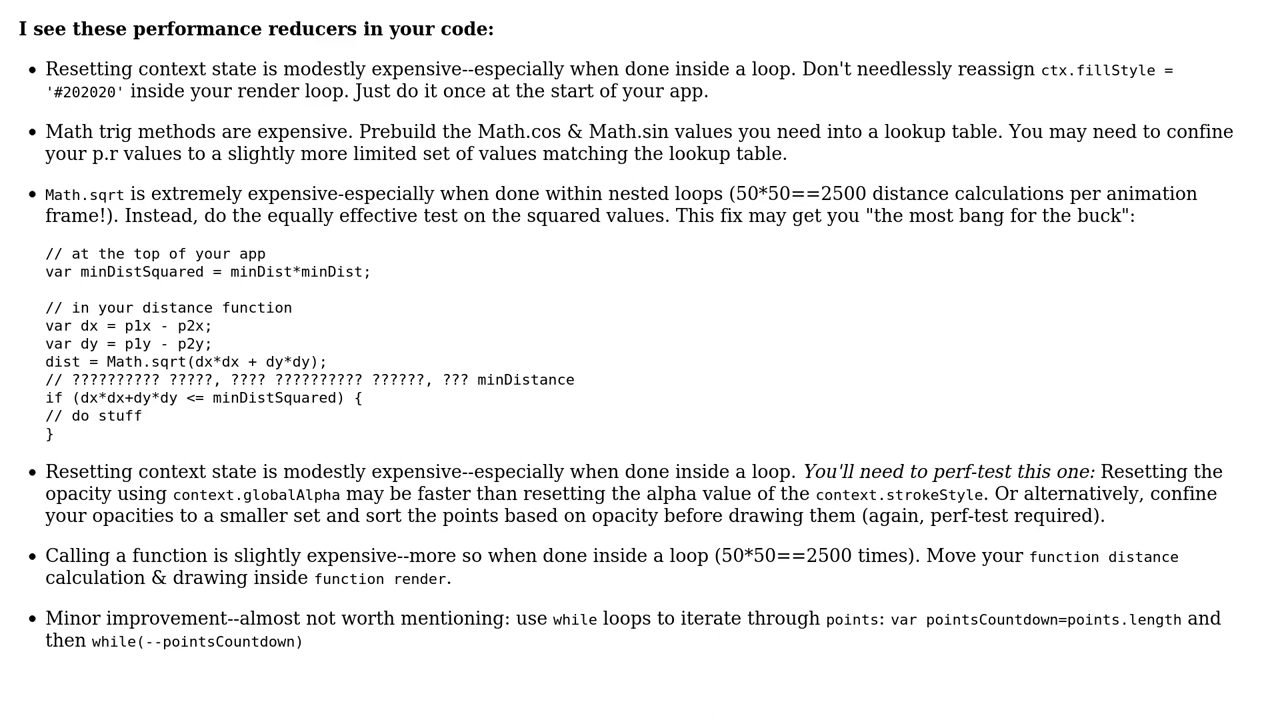 I see these performance reducers in your code:
• Resetting context state is modestly expensive--especially when done inside a loop. Don't needlessly reassign ctx.fillStyle =
'#202020' inside your render loop. Just do it once at the start of your app.
• Math trig methods are expensive. Prebuild the Math.cos & Math.sin values you need into a lookup table. You may need to confine
your p.r values to a slightly more limited set of values matching the lookup table.
• Math.sqrt is extremely expensive-especially when done within nested loops (50*50==2500 distance calculations per animation
frame!). Instead, do the equally effective test on the squared values. This fix may get you "the most bang for the buck":
// at the top of your app
var minDistSquared = minDist*minDist;
// in your distance function
var dx = p1x - p2x;
var dy = p1y - p2y;
dist = Math.sqrt(dx*dx + dy*dy);
// ?????????? ?????, ???? ?????????? ??????, ??? minDistance
if (dx*dx+dy*dy <= minDistSquared) {
// do stuff
}
• Resetting context state is modestly expensive--especially when done inside a loop. You'll need to perf-test this one: Resetting the
opacity using context.globalAlpha may be faster than resetting the alpha value of the context.strokeStyle. Or alternatively, confine
your opacities to a smaller set and sort the points based on opacity before drawing them (again, perf-test required).
• Calling a function is slightly expensive--more so when done inside a loop (50*50==2500 times). Move your function distance
calculation & drawing inside function render.
• Minor improvement--almost not worth mentioning: use while loops to iterate through points: var pointsCountdown=points.length and
then while(--pointsCountdown)